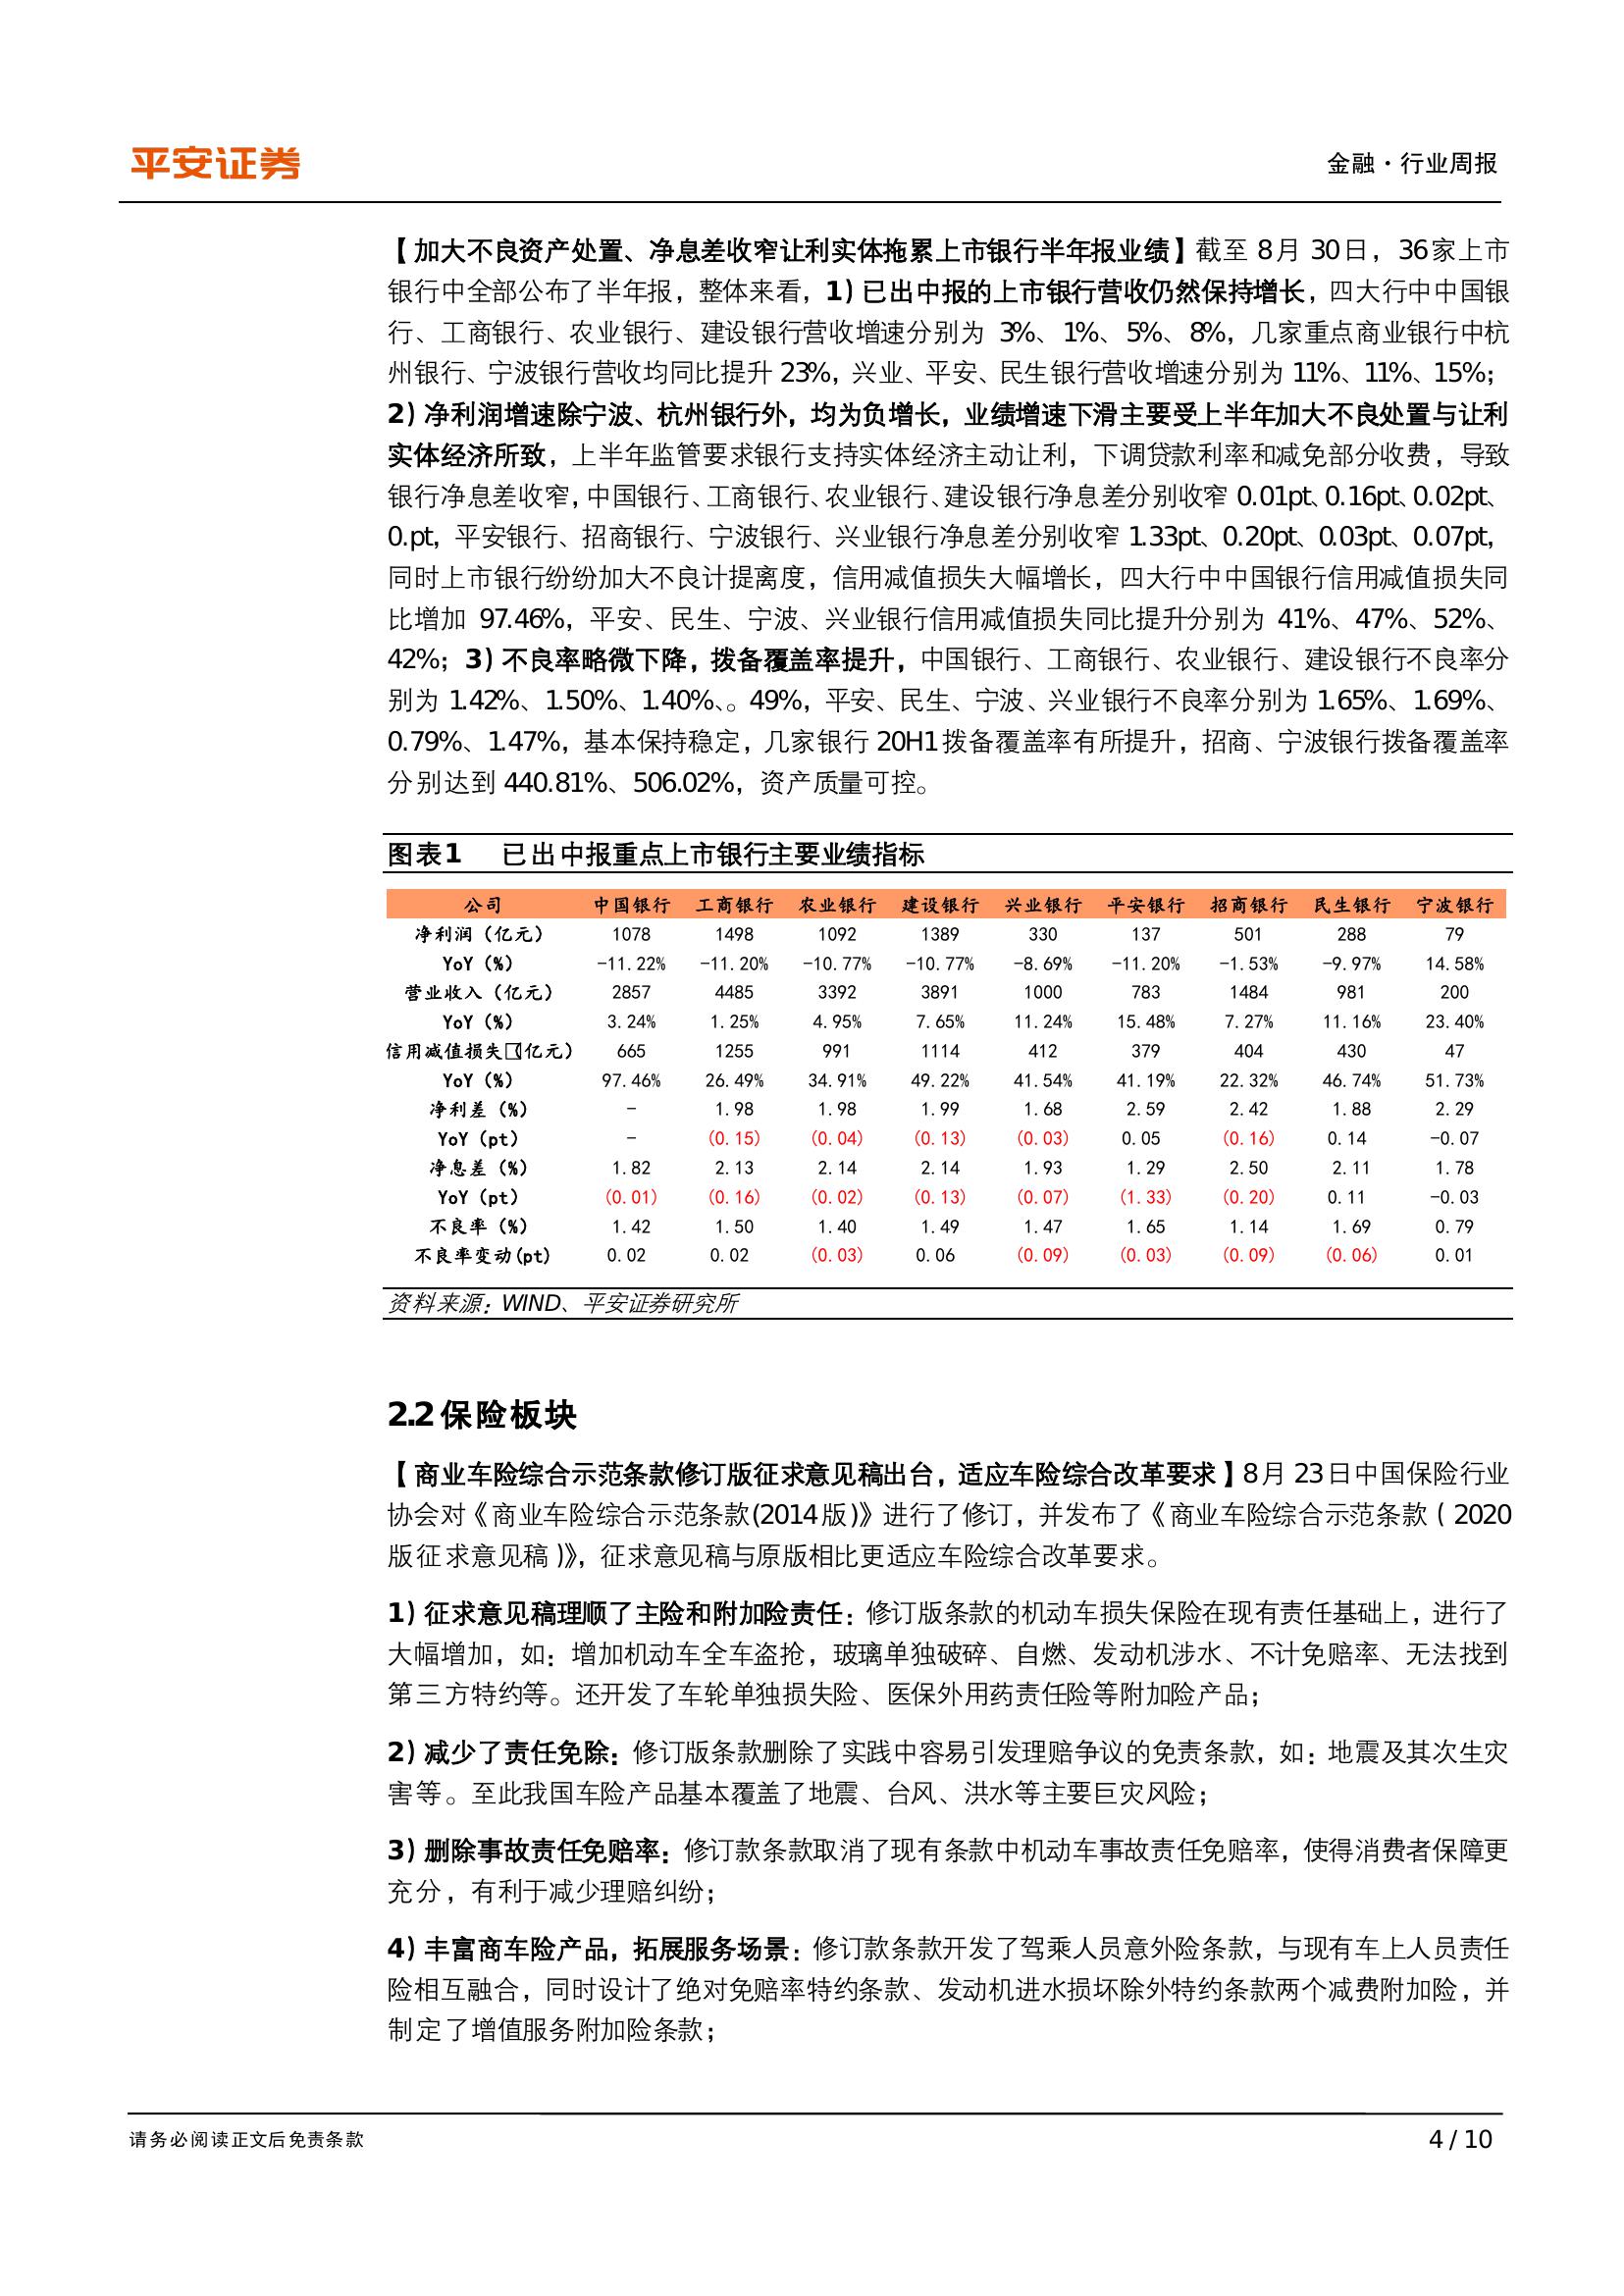 平安证券
金融·行业周报
【加大不良资产处置、净息差收窄让利实体拖累上市银行半年报业绩】截至 8月 30日，36家上市
银行中全部公布了半年报，整体来看，1）已出中报的上市银行营收仍然保持增长，四大行中中国银
行、工商银行、农业银行、建设银行营收增速分别为 3%、1%、5%、8%，几家重点商业银行中杭
州银行、宁波银行营收均同比提升 23%，兴业、平安、民生银行营收增速分别为 11%、11%、15%；
2）净利润增速除宁波、杭州银行外，均为负增长，业绩增速下滑主要受上半年加大不良处置与让利
实体经济所致，上半年监管要求银行支持实体经济主动让利，下调贷款利率和减免部分收费，导致
银行净息差收窄，中国银行、工商银行、农业银行、建设银行净息差分别收窄 0.01pt、0.16pt、0.02pt、
0.pt，平安银行、招商银行、宁波银行、兴业银行净息差分别收窄 1.33pt、0.20pt、0.03pt、0.07pt，
同时上市银行纷纷加大不良计提离度，信用减值损失大幅增长，四大行中中国银行信用减值损失同
比增加 97.46%，平安、民生、宁波、兴业银行信用减值损失同比提升分别为 41%、47%、52%、
42%；3）不良率略微下降，拨备覆盖率提升，中国银行、工商银行、农业银行、建设银行不良率分
别为 1.42%、1.50%、1.40%、。49%，平安、民生、宁波、兴业银行不良率分别为 1.65%、1.69%、
0.79%、1.47%，基本保持稳定，几家银行 20H1 拨备覆盖率有所提升，招商、宁波银行拨备覆盖率
分别达到 440.81%、506.02%，资产质量可控。
图表1 已出中报重点上市银行主要业绩指标
公司 中国银行 工商银行 农业银行 建设银行 兴业银行 平安银行 招商银行 民生银行 宁波银行
净利润（亿元） 1078 1498 1092 1389 330 137 501 288 79
YoY（%） -11.22% -11.20% -10.77% -10.77% -8.69% -11.20% -1.53% -9.97% 14.58%
营业收入（亿元） 2857 4485 3392 3891 1000 783 1484 981 200
YoY（%） 3.24% 1.25% 4.95% 7.65% 11.24% 15.48% 7.27% 11.16% 23.40%
信用减值损失（亿元） 665 1255 991 1114 412 379 404 430 47
YoY（%） 97.46% 26.49% 34.91% 49.22% 41.54% 41.19% 22.32% 46.74% 51.73%
净利差（%） - 1.98 1.98 1.99 1.68 2.59 2.42 1.88 2.29
YoY（pt） - (0.15) (0.04) (0.13) (0.03) 0.05 (0.16) 0.14 -0.07
净息差（%） 1.82 2.13 2.14 2.14 1.93 1.29 2.50 2.11 1.78
YoY（pt） (0.01) (0.16) (0.02) (0.13) (0.07) (1.33) (0.20) 0.11 -0.03
不良率（%） 1.42 1.50 1.40 1.49 1.47 1.65 1.14 1.69 0.79
不良率变动(pt) 0.02 0.02 (0.03) 0.06 (0.09) (0.03) (0.09) (0.06) 0.01
资料来源：WIND、平安证券研究所
2.2 保险板块
【商业车险综合示范条款修订版征求意见稿出台，适应车险综合改革要求】8月 23日中国保险行业
协会对《商业车险综合示范条款(2014版)》进行了修订，并发布了《商业车险综合示范条款（2020
版征求意见稿)》，征求意见稿与原版相比更适应车险综合改革要求。
1）征求意见稿理顺了主险和附加险责任：修订版条款的机动车损失保险在现有责任基础上，进行了
大幅增加，如：增加机动车全车盗抢，玻璃单独破碎、自燃、发动机涉水、不计免赔率、无法找到
第三方特约等。还开发了车轮单独损失险、医保外用药责任险等附加险产品；
2）减少了责任免除：修订版条款删除了实践中容易引发理赔争议的免责条款，如：地震及其次生灾
害等。至此我国车险产品基本覆盖了地震、台风、洪水等主要巨灾风险；
3）删除事故责任免赔率：修订款条款取消了现有条款中机动车事故责任免赔率，使得消费者保障更
充分，有利于减少理赔纠纷；
4）丰富商车险产品，拓展服务场景：修订款条款开发了驾乘人员意外险条款，与现有车上人员责任
险相互融合，同时设计了绝对免赔率特约条款、发动机进水损坏除外特约条款两个减费附加险，并
制定了增值服务附加险条款；
请务必阅读正文后免责条款
4 / 10